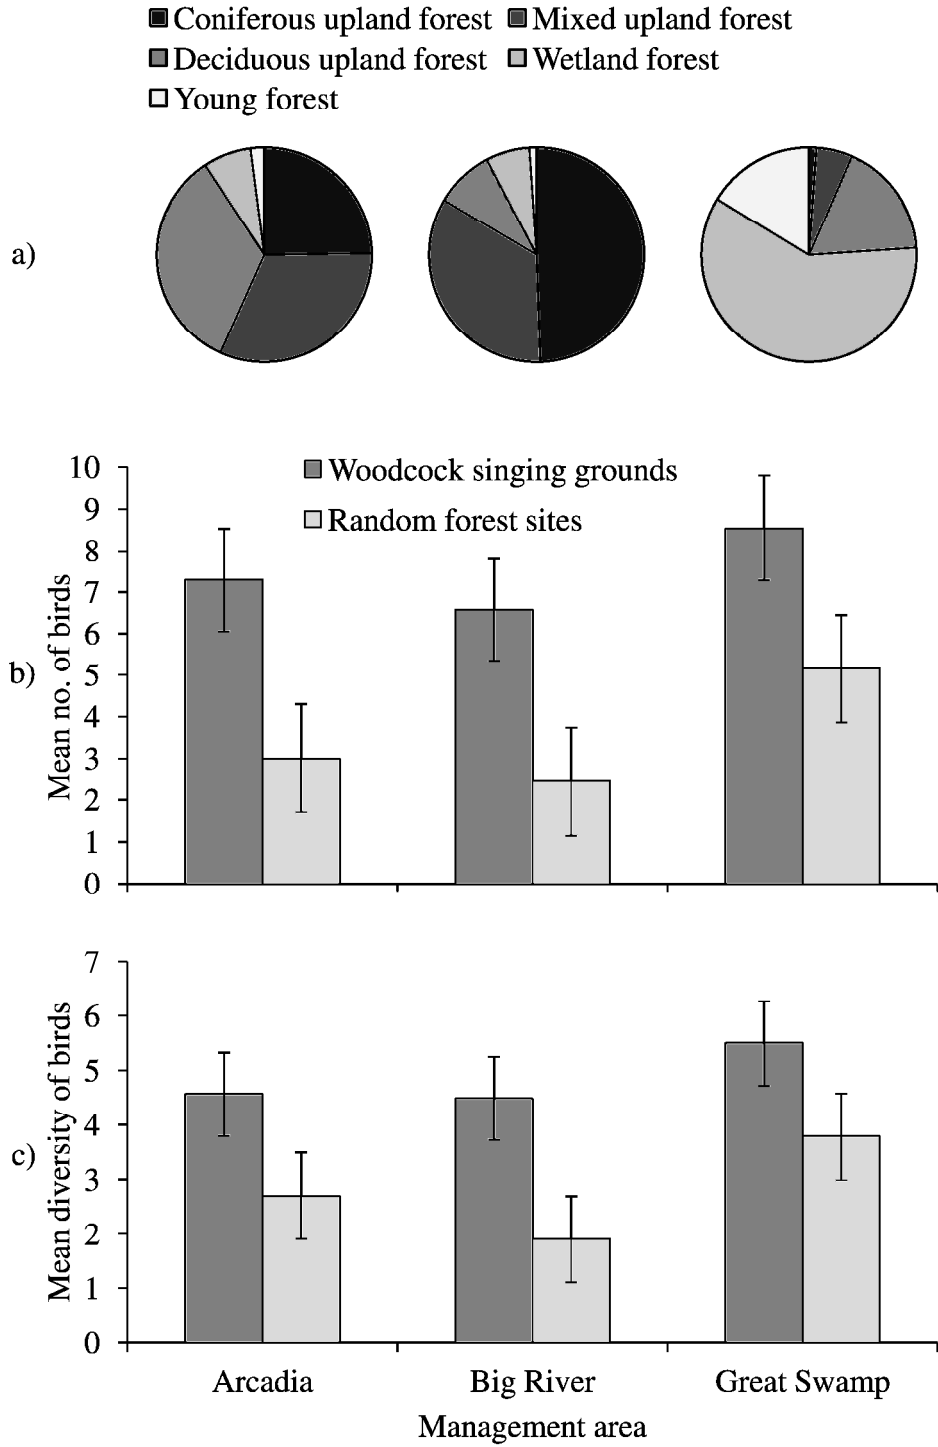 Coniferous upland forest Mixed upland forest
Deciduous upland forest Wetland forest
Young forest
a)
b)
Mean no. of birds
10
9
8
7
6
5
4
3
2
1
0
Woodcock singing grounds
Random forest sites
c)
Mean diversity of birds
7
6
5
4
3
2
1
0
Arcadia Big River Great Swamp
Management area